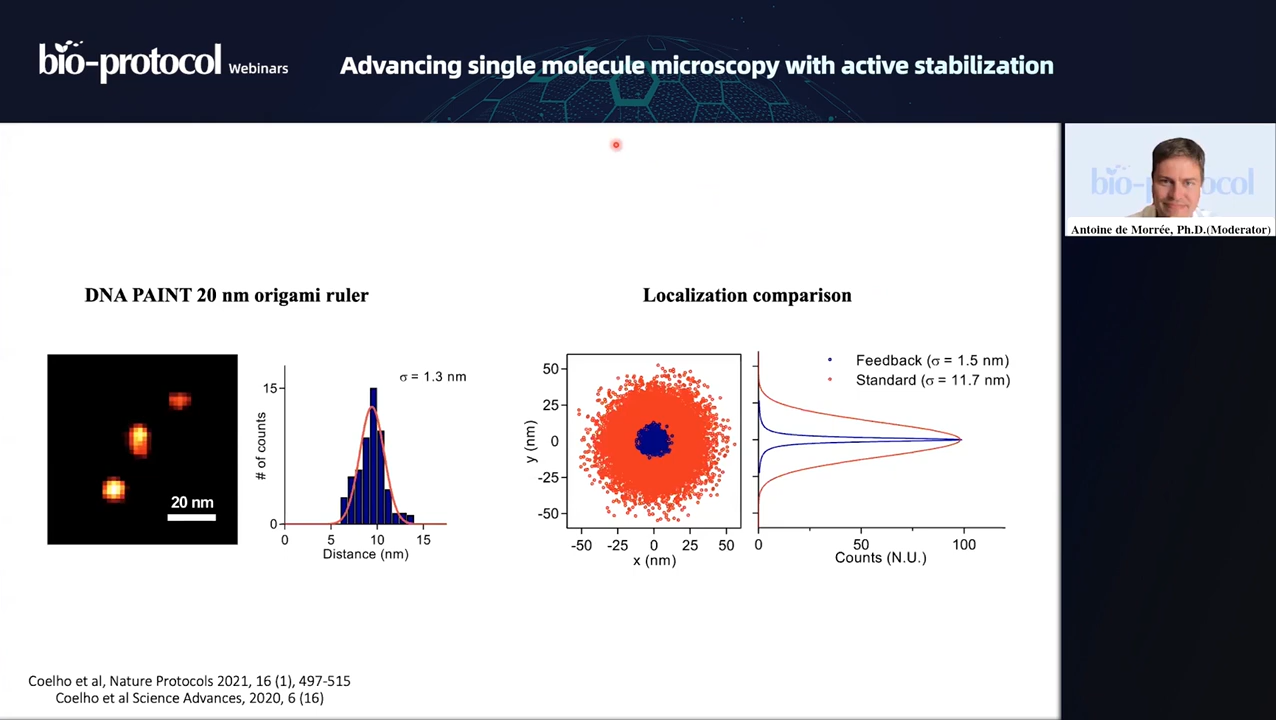 bio-protocol Webinars
Advancing single molecule microscopy with active stabilization
bio-protocol
Antoine de Morrée, Ph.D.(Moderator)
DNA PAINT 20 nm origami ruler
Localization comparison
20 nm
σ = 1.3 nm
15
0
# of counts
0 5 10 15
Distance (nm)
50
25
0
-25
-50
y (nm)
-50 -25 0 25 50
x (nm)
Feedback (σ = 1.5 nm)
Standard (σ = 11.7 nm)
0 50 100
Counts (N.U.)
Coelho et al, Nature Protocols 2021, 16 (1), 497-515
Coelho et al Science Advances, 2020, 6 (16)